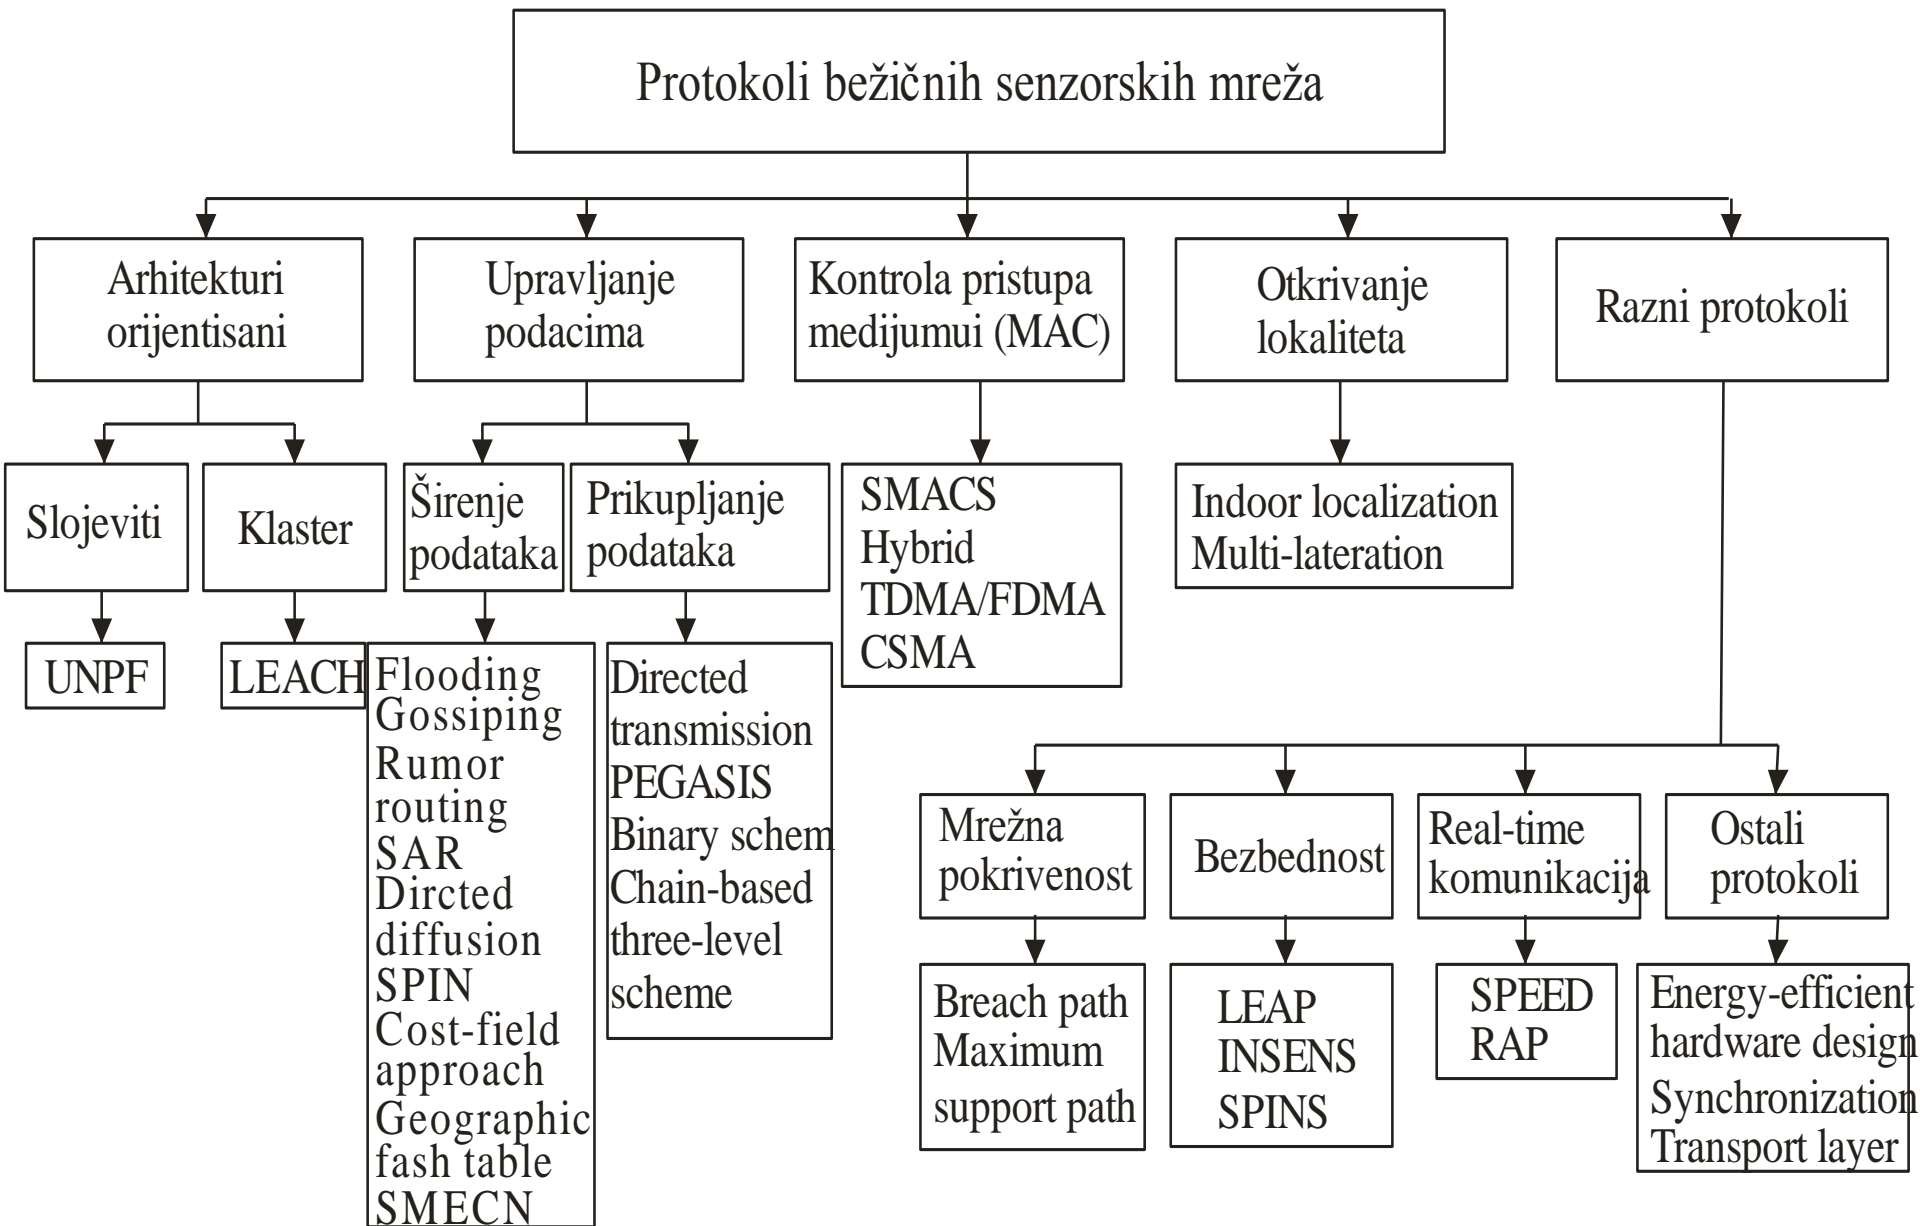 Protokoli bežičnih senzorskih mreža
Arhitekturi
orijentisani
Upravljanje
podacima
Kontrola pristupa
medijumui (MAC)
Otkrivanje
lokaliteta
Razni protokoli
Slojeviti
Klaster
Širenje
podataka
Prikupljanje
podataka
SMACS
Hybrid
TDMA/FDMA
CSMA
Indoor localization
Multi-lateration
UNPF
LEACH
Flooding
Gossiping
Rumor
routing
SAR
Dircted
diffusion
SPIN
Cost-field
approach
Geographic
fash table
SMECN
Directed
transmission
PEGASIS
Binary schem
Chain-based
three-level
scheme
Mrežna
pokrivenost
Bezbednost
Real-time
komunikacija
Ostali
protokoli
Breach path
Maximum
support path
LEAP
INSENS
SPINS
SPEED
RAP
Energy-efficient
hardware design
Synchronization
Transport layer